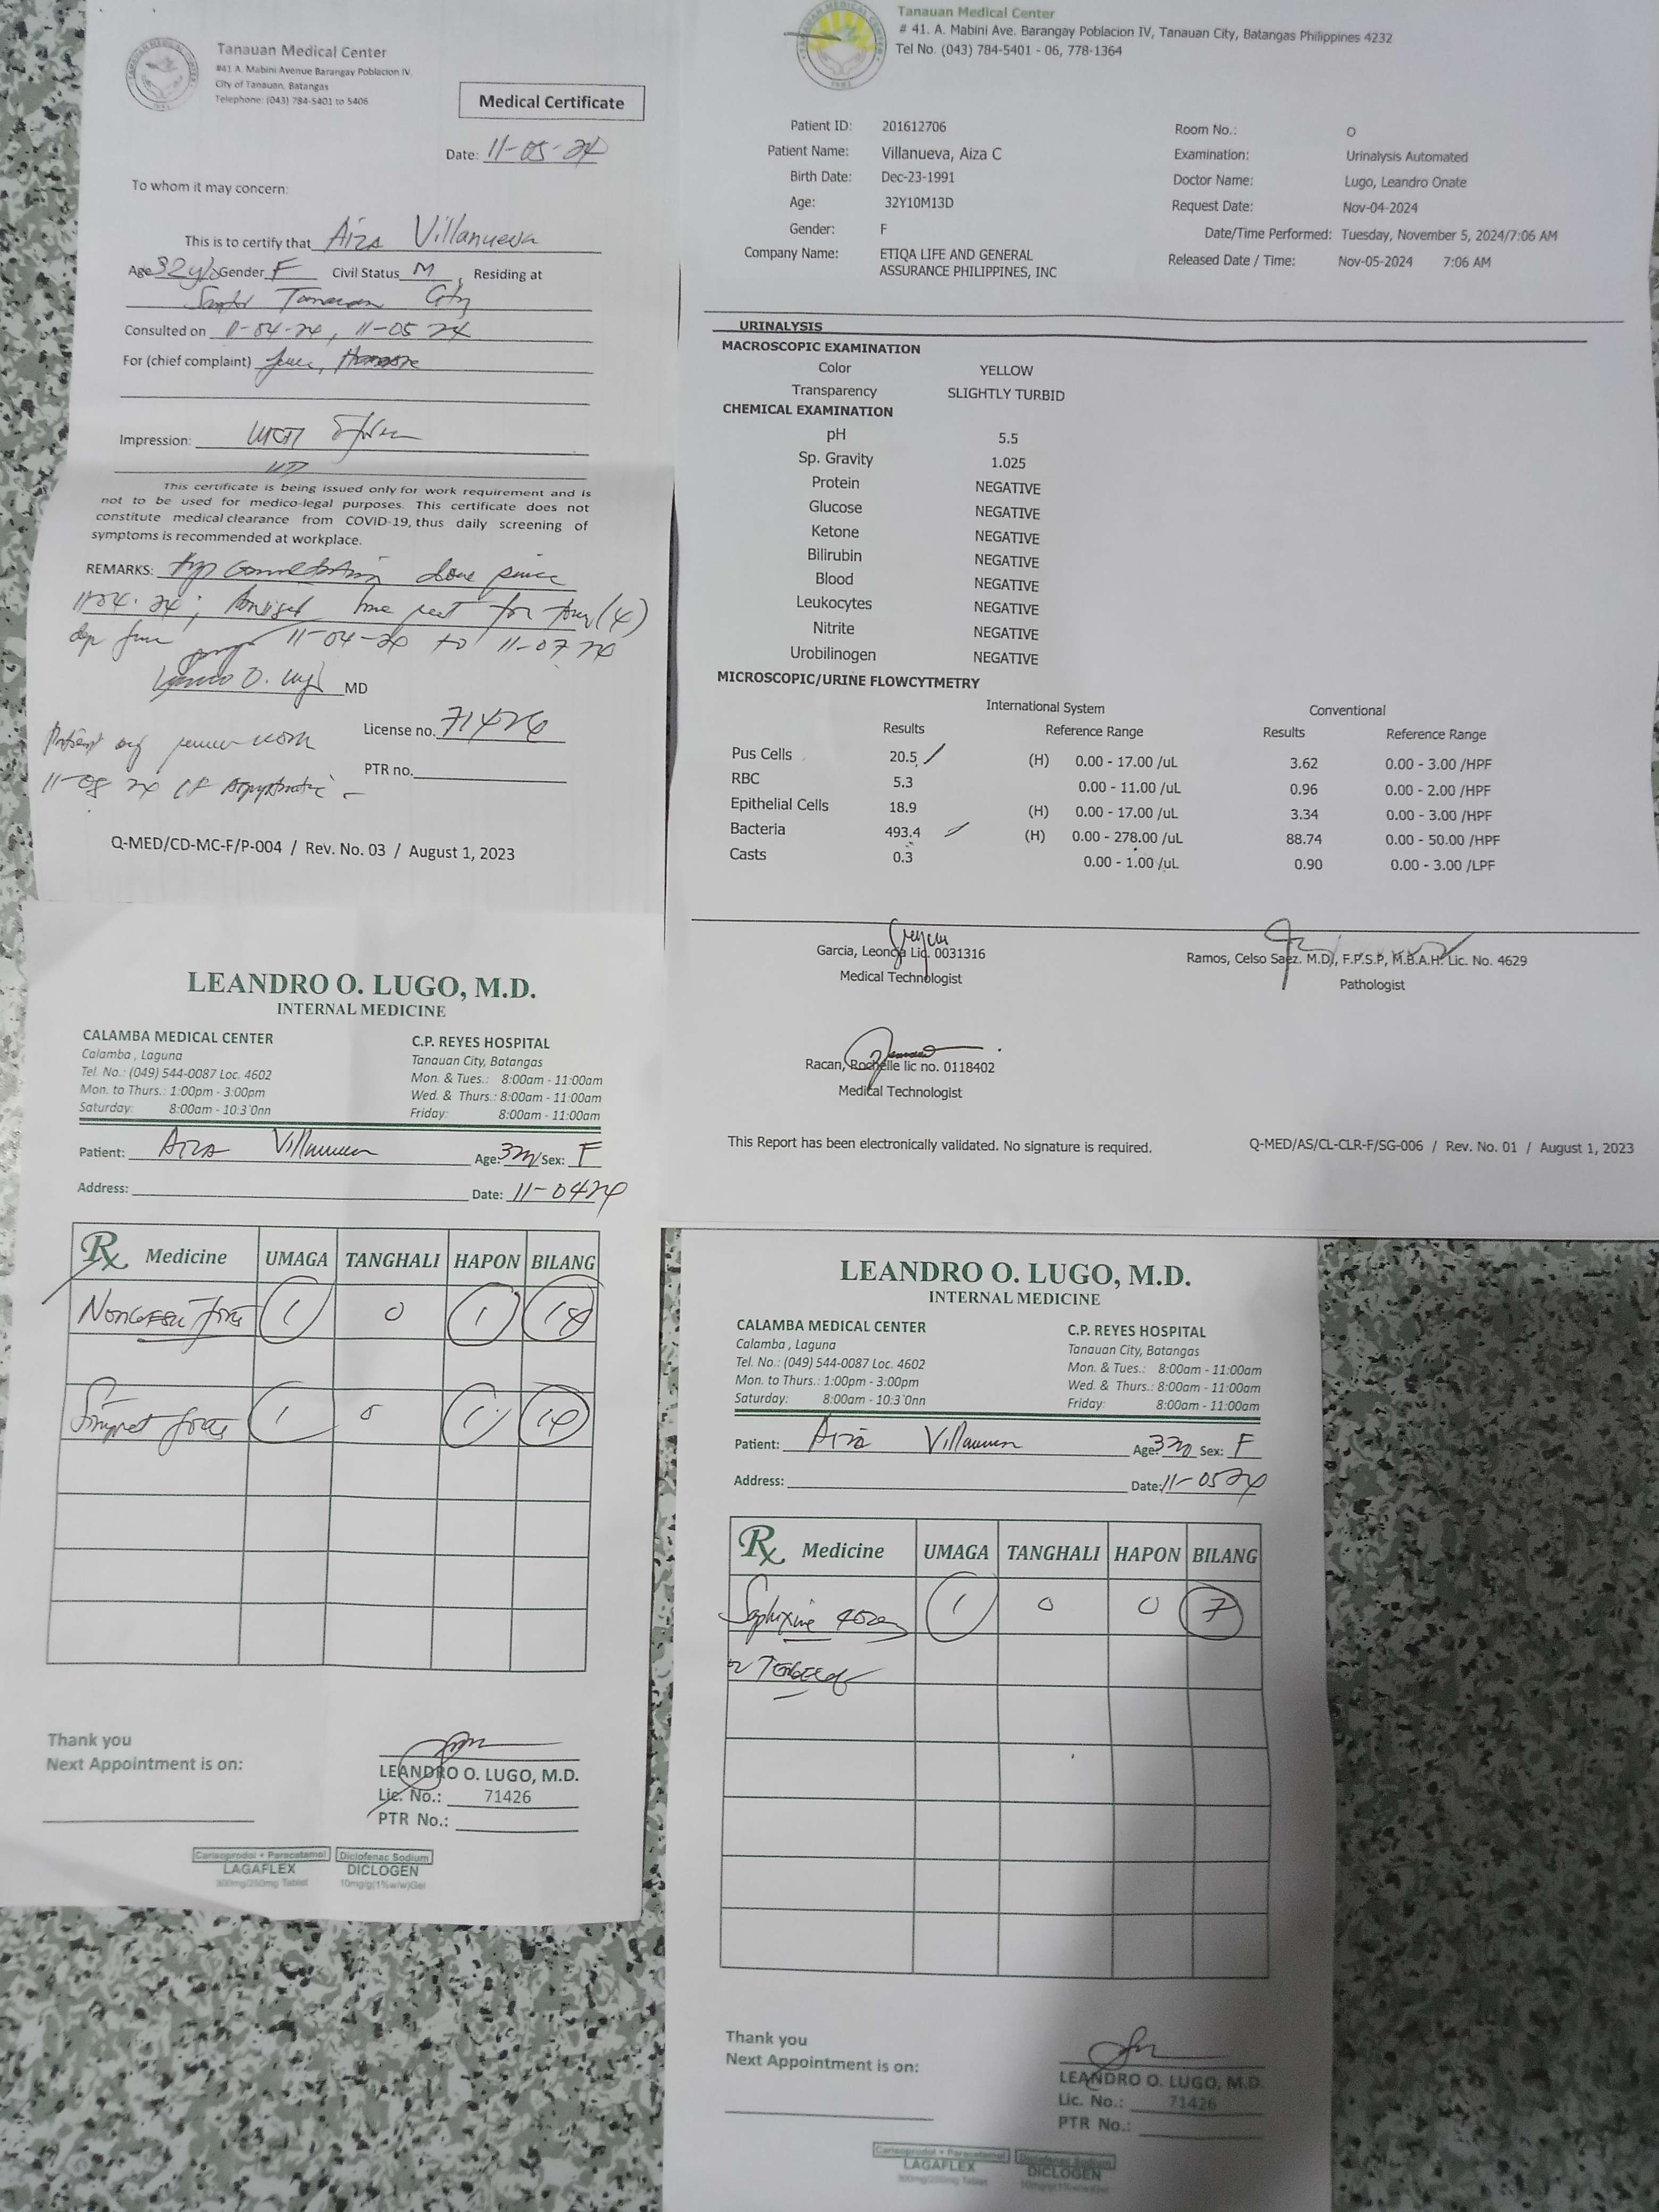 Tanauan Medical Center
#41 A. Mabini Avenue Barangay Poblacion IV,
City of Tanauan, Batangas
Telephone: (043) 784-5401 to 5406
Medical Certificate
Date: 11-05-24
To whom it may concern:
This is to certify that Aiza Villanueva
Age 32y/o Gender F Civil Status M, Residing at
Tanauan City
Consulted on 11-04-24, 11-05 24
For (chief complaint)
Impression:
UTI
This certificate is being issued only for work requirement and is
not to be used for medico-legal purposes. This certificate does not
constitute medical clearance from COVID-19, thus daily screening of
symptoms is recommended at workplace.
REMARKS: done since
11-04-24; home rest for four (4)
11-04-24 to 11-07 24
Leandro O. Lugo MD
License no. 71426
Patient may resume work
11-08 24 if asymptomatic -
PTR no.
Q-MED/CD-MC-F/P-004 / Rev. No. 03 / August 1, 2023
Tanauan Medical Center
# 41. A. Mabini Ave. Barangay Poblacion IV, Tanauan City, Batangas Philippines 4232
Tel No. (043) 784-5401 - 06, 778-1364
Patient ID: 201612706 Room No.: O
Patient Name: Villanueva, Aiza C Examination: Urinalysis Automated
Birth Date: Dec-23-1991 Doctor Name: Lugo, Leandro Onate
Age: 32Y10M13D Request Date: Nov-04-2024
Gender: F Date/Time Performed: Tuesday, November 5, 2024/7:06 AM
Company Name: ETIQA LIFE AND GENERAL Released Date / Time: Nov-05-2024 7:06 AM
ASSURANCE PHILIPPINES, INC
URINALYSIS
MACROSCOPIC EXAMINATION
Color YELLOW
Transparency SLIGHTLY TURBID
CHEMICAL EXAMINATION
pH 5.5
Sp. Gravity 1.025
Protein NEGATIVE
Glucose NEGATIVE
Ketone NEGATIVE
Bilirubin NEGATIVE
Blood NEGATIVE
Leukocytes NEGATIVE
Nitrite NEGATIVE
Urobilinogen NEGATIVE
MICROSCOPIC/URINE FLOWCYTMETRY
International System Conventional
Results Reference Range Results Reference Range
Pus Cells 20.5 (H) 0.00 - 17.00 /uL 3.62 0.00 - 3.00 /HPF
RBC 5.3 0.00 - 11.00 /uL 0.96 0.00 - 2.00 /HPF
Epithelial Cells 18.9 (H) 0.00 - 17.00 /uL 3.34 0.00 - 3.00 /HPF
Bacteria 493.4 (H) 0.00 - 278.00 /uL 88.74 0.00 - 50.00 /HPF
Casts 0.3 0.00 - 1.00 /uL 0.90 0.00 - 3.00 /LPF
Garcia, Leoncia Lic. 0031316 Ramos, Celso Saez. M.D., F.P.S.P, M.B.A.H. Lic. No. 4629
Medical Technologist Pathologist
Racan, Rochelle lic no. 0118402
Medical Technologist
This Report has been electronically validated. No signature is required. Q-MED/AS/CL-CLR-F/SG-006 / Rev. No. 01 / August 1, 2023
LEANDRO O. LUGO, M.D.
INTERNAL MEDICINE
CALAMBA MEDICAL CENTER C.P. REYES HOSPITAL
Calamba , Laguna Tanauan City, Batangas
Tel. No.: (049) 544-0087 Loc. 4602 Mon. & Tues.: 8:00am - 11:00am
Mon. to Thurs.: 1:00pm - 3:00pm Wed. & Thurs.: 8:00am - 11:00am
Saturday: 8:00am - 10:3'0nn Friday: 8:00am - 11:00am
Patient: Aiza Villanueva Age: Sex: F
Address: Date: 11-0424
Rx Medicine UMAGA TANGHALI HAPON BILANG
forte 1 0 1
forte 1 0 1
Thank you
Next Appointment is on:
LEANDRO O. LUGO, M.D.
Lic. No.: 71426
PTR No.:
Carisoprodol + Paracetamol Diclofenac Sodium
LAGAFLEX DICLOGEN
300mg/250mg Tablet 10mg/g(1%w/w)Gel
LEANDRO O. LUGO, M.D.
INTERNAL MEDICINE
CALAMBA MEDICAL CENTER C.P. REYES HOSPITAL
Calamba , Laguna Tanauan City, Batangas
Tel. No.: (049) 544-0087 Loc. 4602 Mon. & Tues.: 8:00am - 11:00am
Mon. to Thurs.: 1:00pm - 3:00pm Wed. & Thurs.: 8:00am - 11:00am
Saturday: 8:00am - 10:3'0nn Friday: 8:00am - 11:00am
Patient: Aiza Villanueva Age: Sex: F
Address: Date: 11-0524
Rx Medicine UMAGA TANGHALI HAPON BILANG
1 0 0 7
Thank you
Next Appointment is on:
LEANDRO O. LUGO, M.D.
Lic. No.: 71426
PTR No.:
Carisoprodol + Paracetamol Diclofenac Sodium
LAGAFLEX DICLOGEN
300mg/250mg Tablet 10mg/g(1%w/w)Gel